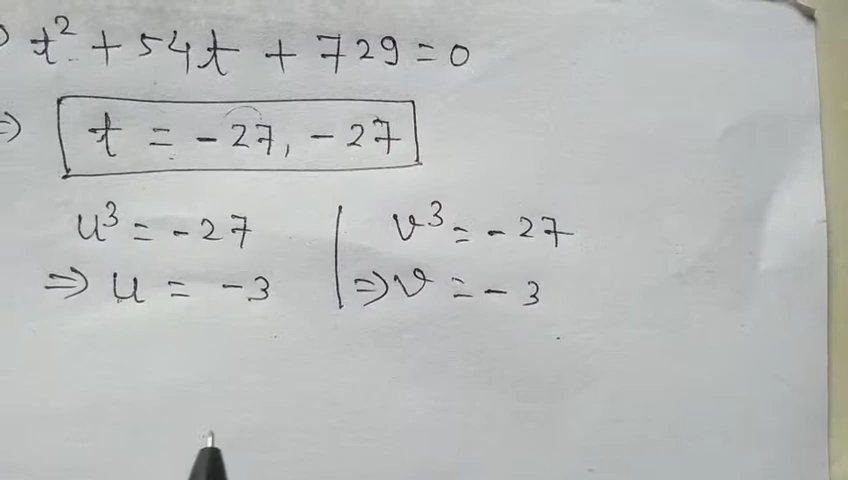 ⇒ t² + 54t + 729 = 0
⇒ t = -27, -27
u³ = -27 | v³ = -27
⇒ u = -3 | ⇒ v = -3